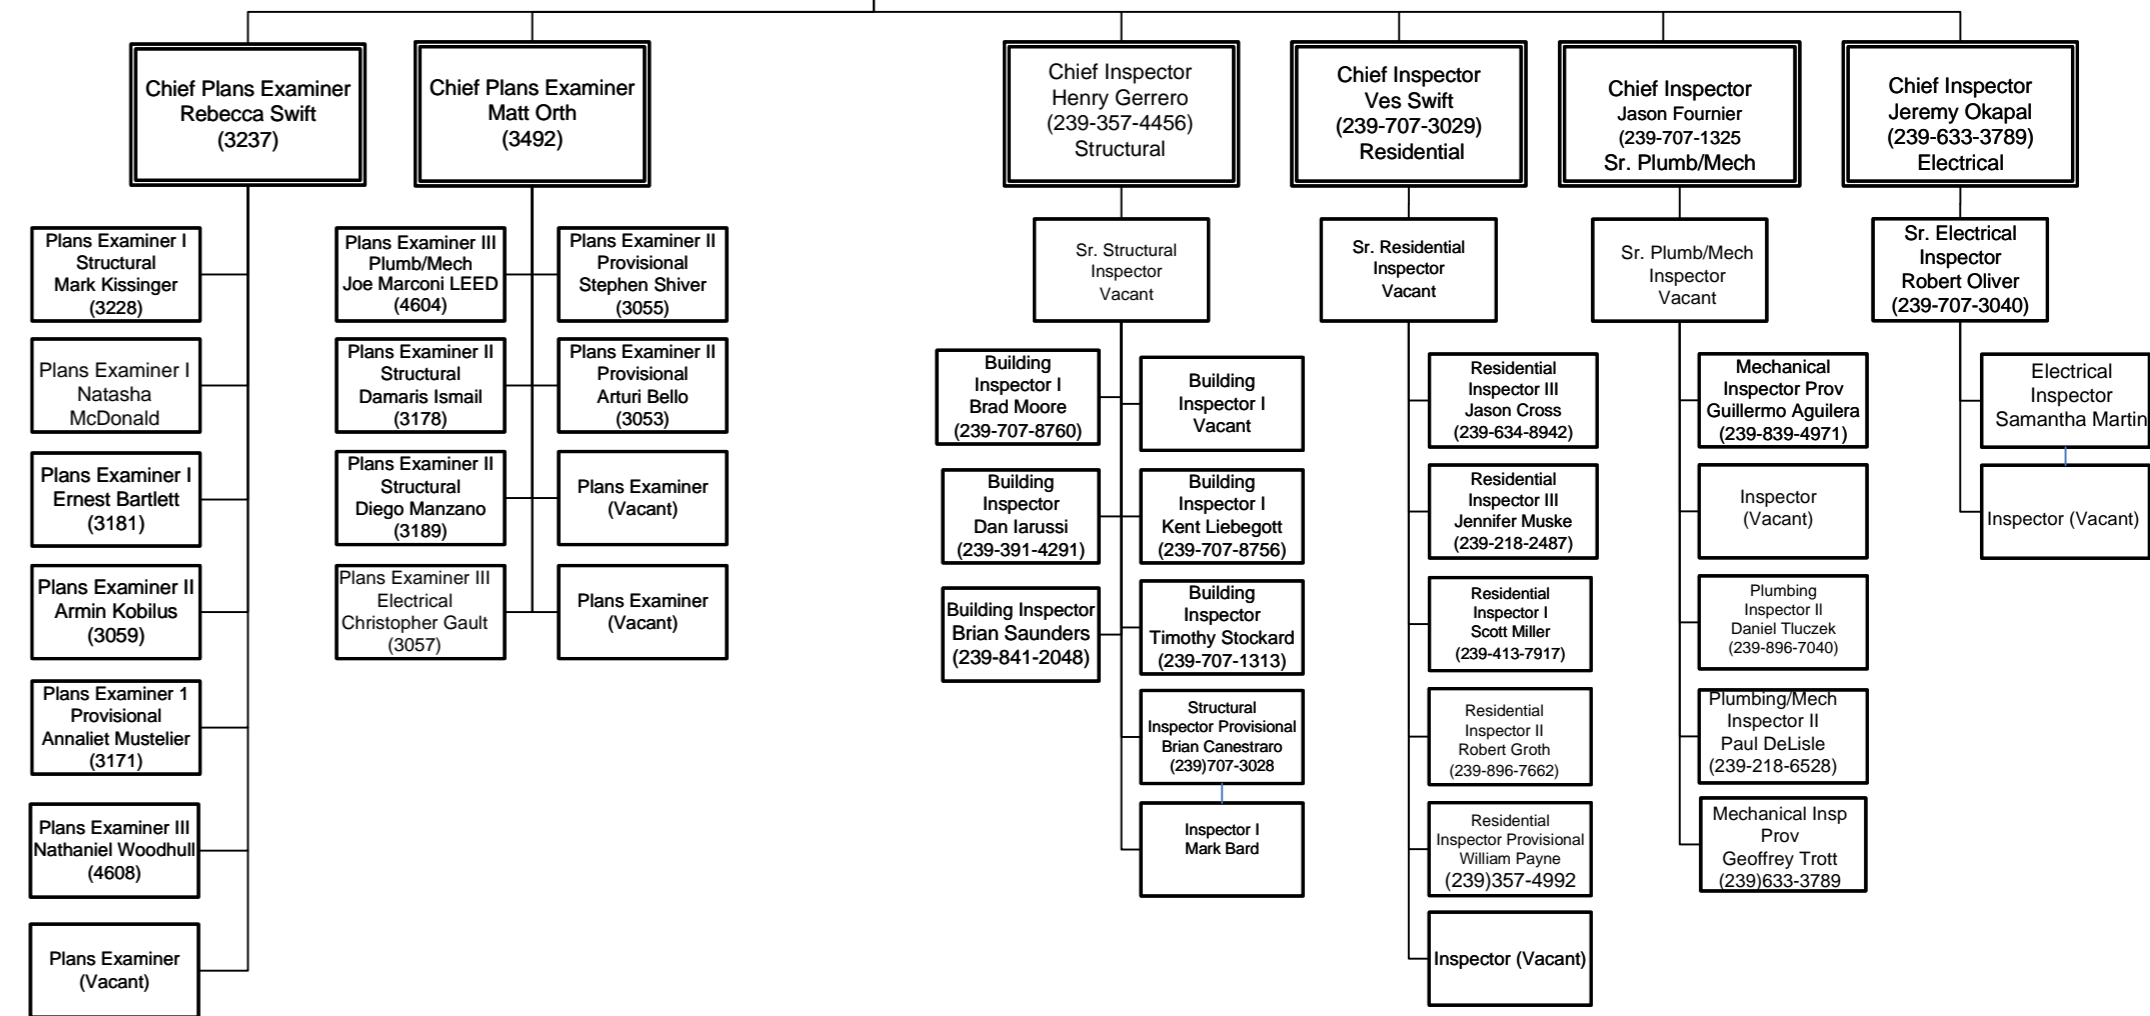 Chief Plans Examiner
Rebecca Swift
(3237)
Chief Plans Examiner
Matt Orth
(3492)
Chief Inspector
Henry Gerrero
(239-357-4456)
Structural
Chief Inspector
Ves Swift
(239-707-3029)
Residential
Chief Inspector
Jason Fournier
(239-707-1325
Sr. Plumb/Mech
Chief Inspector
Jeremy Okapal
(239-633-3789)
Electrical
Plans Examiner I
Structural
Mark Kissinger
(3228)
Plans Examiner I
Natasha
McDonald
Plans Examiner I
Ernest Bartlett
(3181)
Plans Examiner II
Armin Kobilus
(3059)
Plans Examiner 1
Provisional
Annaliet Mustelier
(3171)
Plans Examiner III
Nathaniel Woodhull
(4608)
Plans Examiner
(Vacant)
Plans Examiner III
Plumb/Mech
Joe Marconi LEED
(4604)
Plans Examiner II
Provisional
Stephen Shiver
(3055)
Plans Examiner II
Structural
Damaris Ismail
(3178)
Plans Examiner II
Provisional
Arturi Bello
(3053)
Plans Examiner II
Structural
Diego Manzano
(3189)
Plans Examiner
(Vacant)
Plans Examiner III
Electrical
Christopher Gault
(3057)
Plans Examiner
(Vacant)
Sr. Structural
Inspector
Vacant
Building
Inspector I
Brad Moore
(239-707-8760)
Building
Inspector I
Vacant
Building
Inspector
Dan Iarussi
(239-391-4291)
Building
Inspector I
Kent Liebegott
(239-707-8756)
Building Inspector
Brian Saunders
(239-841-2048)
Building
Inspector
Timothy Stockard
(239-707-1313)
Structural
Inspector Provisional
Brian Canestraro
(239)707-3028
Inspector I
Mark Bard
Sr. Residential
Inspector
Vacant
Residential
Inspector III
Jason Cross
(239-634-8942)
Residential
Inspector III
Jennifer Muske
(239-218-2487)
Residential
Inspector I
Scott Miller
(239-413-7917)
Residential
Inspector II
Robert Groth
(239-896-7662)
Residential
Inspector Provisional
William Payne
(239)357-4992
Inspector (Vacant)
Sr. Plumb/Mech
Inspector
Vacant
Mechanical
Inspector Prov
Guillermo Aguilera
(239-839-4971)
Inspector
(Vacant)
Plumbing
Inspector II
Daniel Tluczek
(239-896-7040)
Plumbing/Mech
Inspector II
Paul DeLisle
(239-218-6528)
Mechanical Insp
Prov
Geoffrey Trott
(239)633-3789
Sr. Electrical
Inspector
Robert Oliver
(239-707-3040)
Electrical
Inspector
Samantha Martin
Inspector (Vacant)